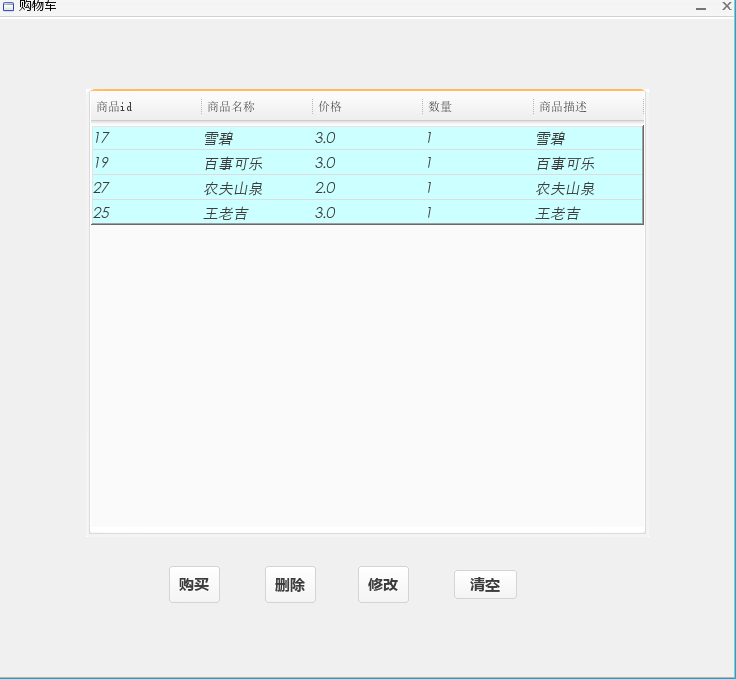 购物车
商品id 商品名称 价格 数量 商品描述
17 雪碧 3.0 1 雪碧
19 百事可乐 3.0 1 百事可乐
27 农夫山泉 2.0 1 农夫山泉
25 王老吉 3.0 1 王老吉
购买 删除 修改 清空